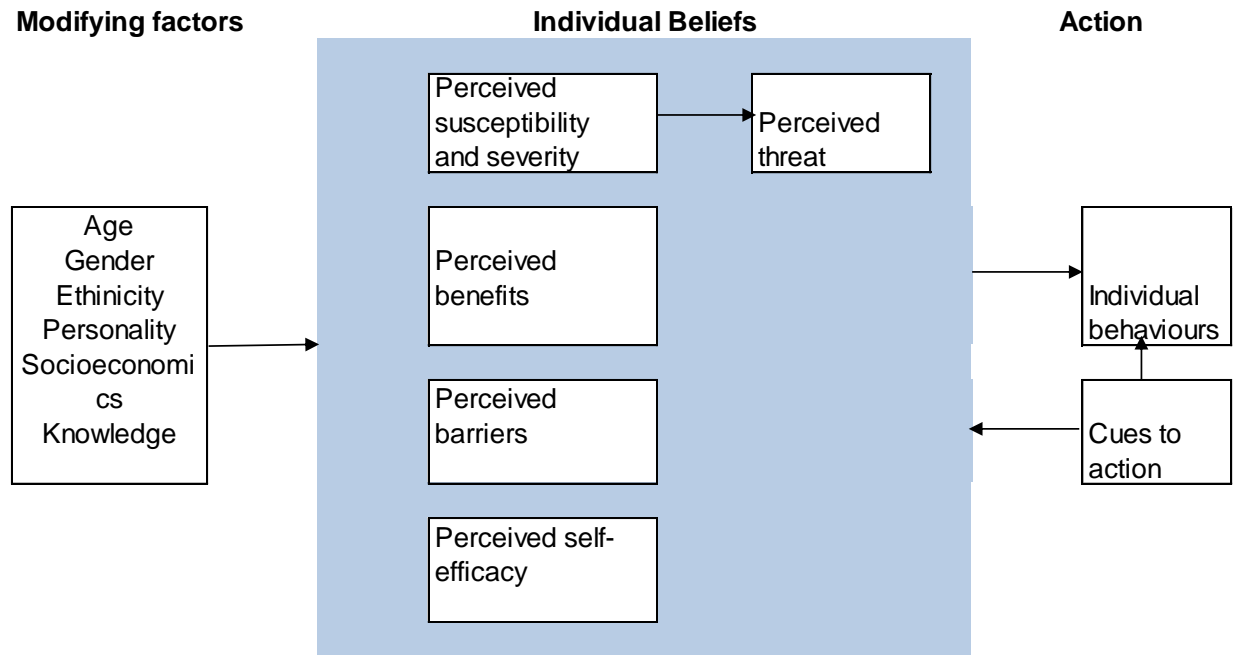 Modifying factors
Individual Beliefs
Action
Perceived
susceptibility
and severity
Perceived
threat
Age
Gender
Ethinicity
Personality
Socioeconomi
cs
Knowledge
Perceived
benefits
Individual
behaviours
Perceived
barriers
Cues to
action
Perceived self-
efficacy